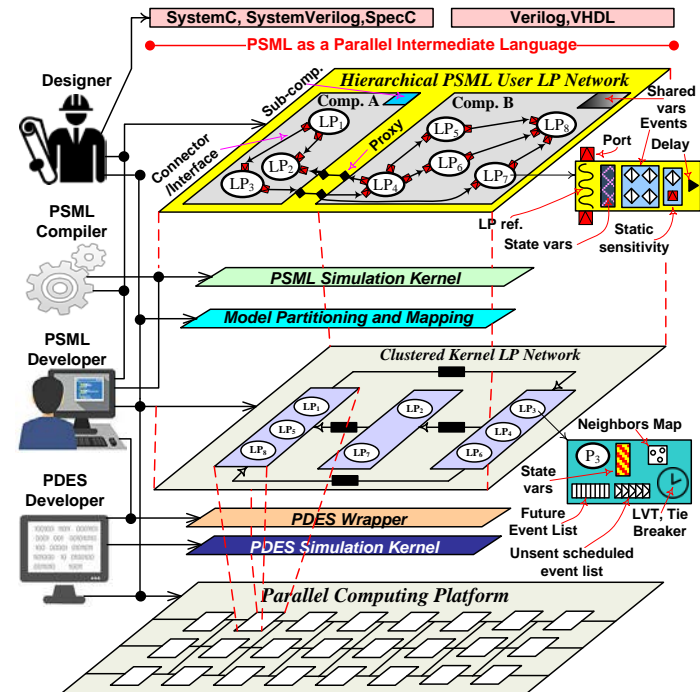 SystemC, SystemVerilog,SpecC
Verilog,VHDL
PSML as a Parallel Intermediate Language
Designer
Hierarchical PSML User LP Network
Sub-comp.
Comp. A
Comp. B
Shared
vars
Events
Port
Delay
Proxy
Connector
/Interface
LP1
LP2
LP3
LP4
LP5
LP6
LP7
LP8
LP ref.
State vars
Static
sensitivity
PSML
Compiler
PSML Simulation Kernel
Model Partitioning and Mapping
PSML
Developer
Clustered Kernel LP Network
LP1
LP5
LP8
LP2
LP7
LP3
LP4
LP6
Neighbors Map
P3
State
vars
Future
Event List
LVT, Tie
Breaker
Unsent scheduled
event list
PDES
Developer
PDES Wrapper
PDES Simulation Kernel
Parallel Computing Platform